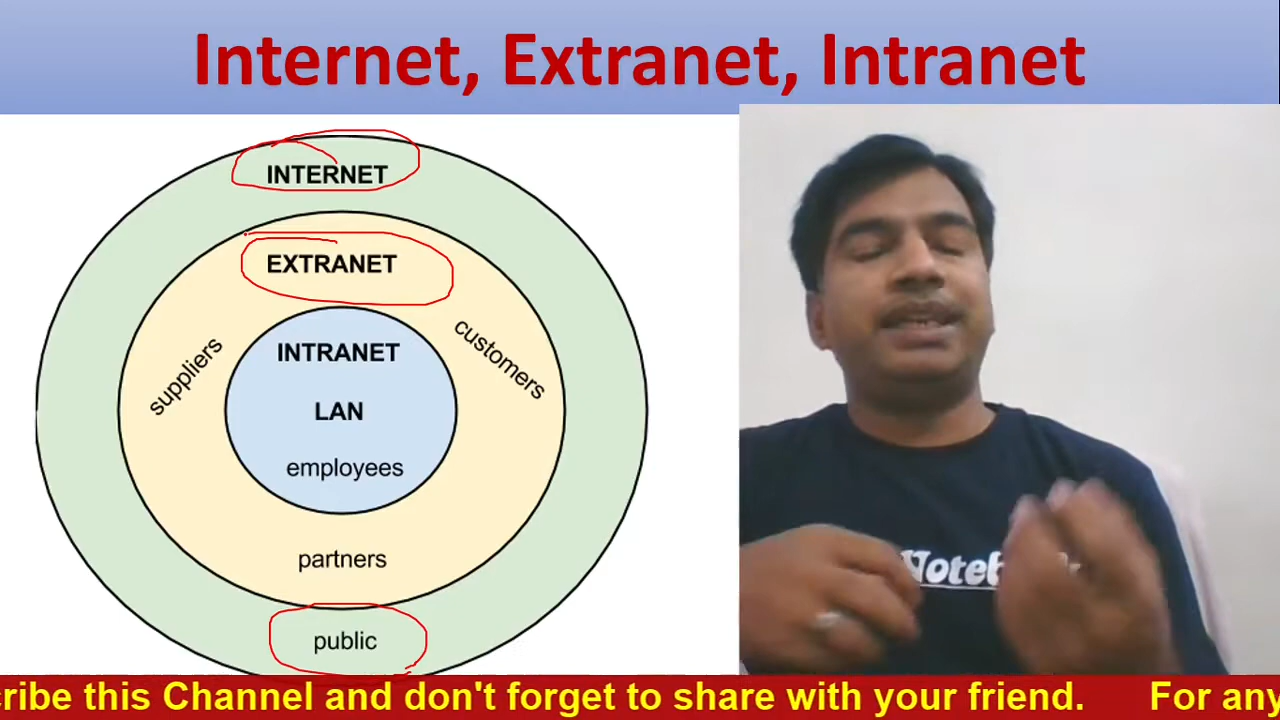 Internet, Extranet, Intranet
INTERNET
EXTRANET
suppliers
customers
INTRANET
LAN
employees
partners
public
cribe this Channel and don't forget to share with your friend. For any